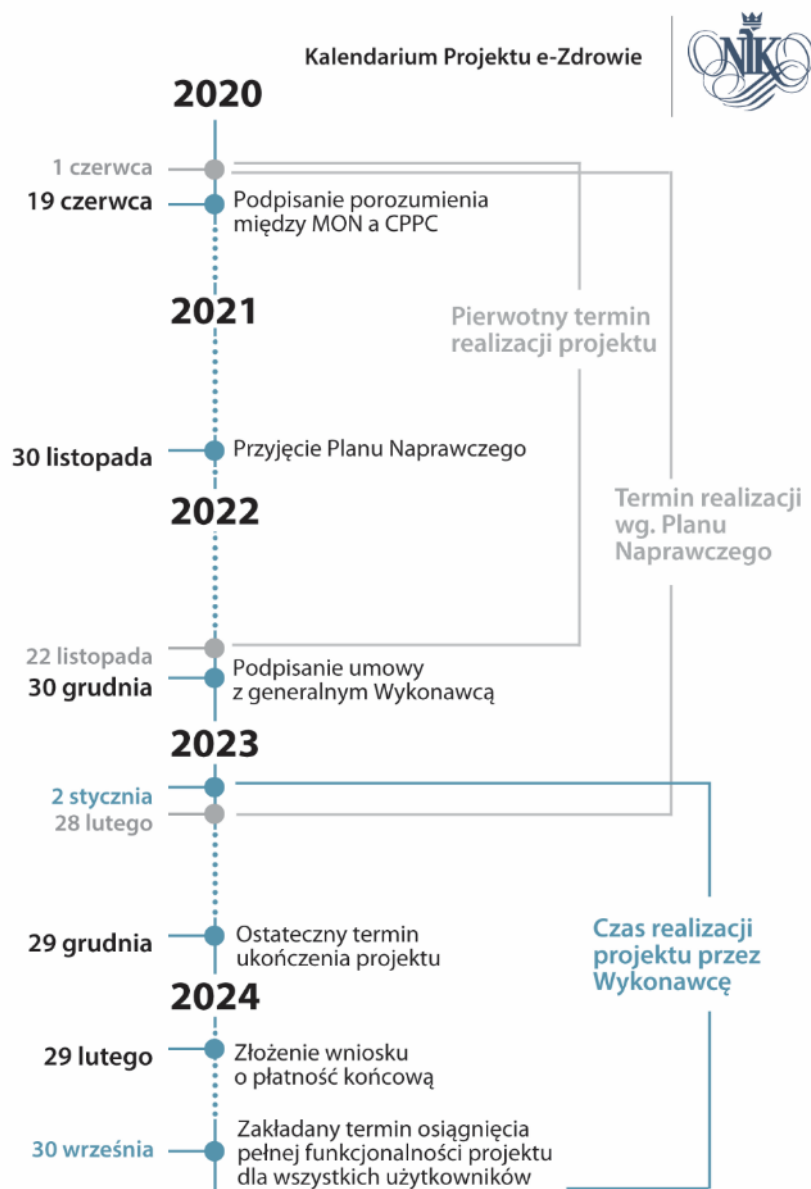 Kalendarium Projektu e-Zdrowie
NIK
2020
1 czerwca
19 czerwca
Podpisanie porozumienia
między MON a CPPC
2021
Pierwotny termin
realizacji projektu
30 listopada
Przyjęcie Planu Naprawczego
2022
Termin realizacji
wg. Planu
Naprawczego
22 listopada
30 grudnia
Podpisanie umowy
z generalnym Wykonawcą
2023
2 stycznia
28 lutego
29 grudnia
Ostateczny termin
ukończenia projektu
Czas realizacji
projektu przez
Wykonawcę
2024
29 lutego
Złożenie wniosku
o płatność końcową
30 września
Zakładany termin osiągnięcia
pełnej funkcjonalności projektu
dla wszystkich użytkowników